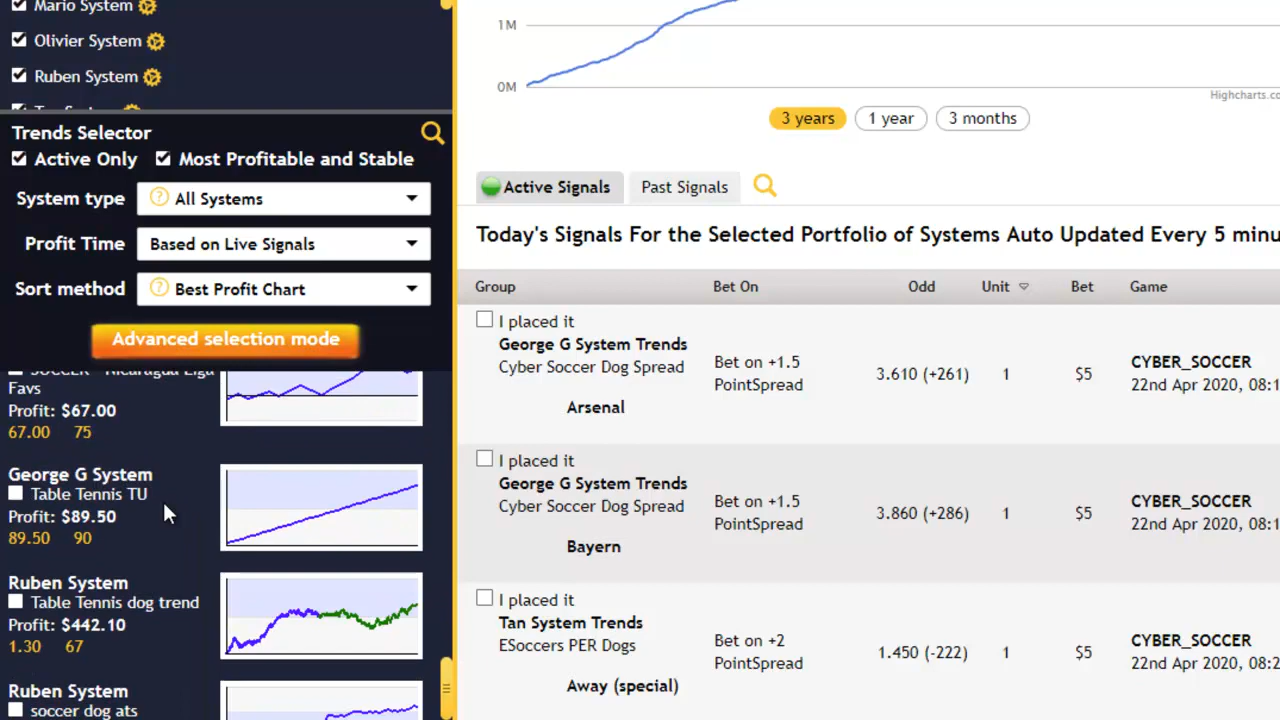 Mario System
Olivier System
Ruben System
Trends Selector
Active Only
Most Profitable and Stable
System type
All Systems
Profit Time
Based on Live Signals
Sort method
Best Profit Chart
Advanced selection mode
SOCCER - Nicaragua Liga
Favs
Profit: $67.00
67.00 75
George G System
Table Tennis TU
Profit: $89.50
89.50 90
Ruben System
Table Tennis dog trend
Profit: $442.10
1.30 67
Ruben System
soccer dog ats
1M
0M
Highcharts.co
3 years
1 year
3 months
Active Signals
Past Signals
Today's Signals For the Selected Portfolio of Systems Auto Updated Every 5 minu
Group Bet On Odd Unit Bet Game
I placed it
George G System Trends
Cyber Soccer Dog Spread
Arsenal
Bet on +1.5
PointSpread
3.610 (+261)
1
$5
CYBER_SOCCER
22nd Apr 2020, 08:1
I placed it
George G System Trends
Cyber Soccer Dog Spread
Bayern
Bet on +1.5
PointSpread
3.860 (+286)
1
$5
CYBER_SOCCER
22nd Apr 2020, 08:1
I placed it
Tan System Trends
ESoccers PER Dogs
Away (special)
Bet on +2
PointSpread
1.450 (-222)
1
$5
CYBER_SOCCER
22nd Apr 2020, 08:2